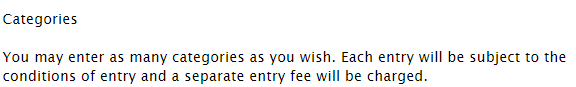 Categories
You may enter as many categories as you wish. Each entry will be subject to the
conditions of entry and a separate entry fee will be charged.